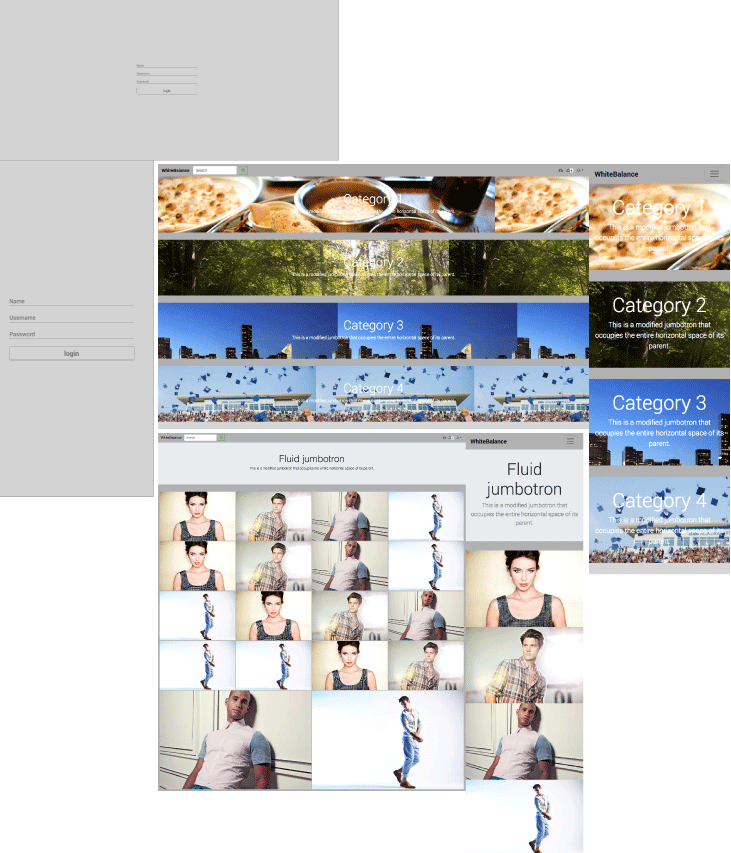 Name
Username
Password
login
Name
Username
Password
login
WhiteBalance
Search
Category 1
This is a modified jumbotron that occupies the entire horizontal space of its parent.
Category 2
This is a modified jumbotron that occupies the entire horizontal space of its parent.
Category 3
This is a modified jumbotron that occupies the entire horizontal space of its parent.
Category 4
This is a modified jumbotron that occupies the entire horizontal space of its parent.
WhiteBalance
Category 1
This is a modified jumbotron that
occupies the entire horizontal space of its
parent.
Category 2
This is a modified jumbotron that
occupies the entire horizontal space of its
parent.
Category 3
This is a modified jumbotron that
occupies the entire horizontal space of its
parent.
Category 4
This is a modified jumbotron that
occupies the entire horizontal space of its
parent.
WhiteBalance
Search
Fluid jumbotron
This is a modified jumbotron that occupies the entire horizontal space of its parent.
WhiteBalance
Fluid
jumbotron
This is a modified jumbotron that
occupies the entire horizontal space of its
parent.